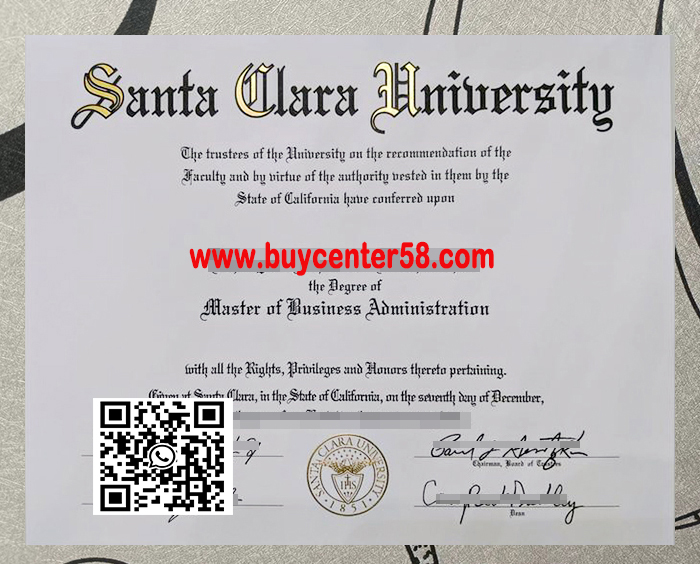 Santa Clara University
The trustees of the University on the recommendation of the
Faculty and by virtue of the authority vested in them by the
State of California have conferred upon
www.buycenter58.com
the Degree of
Master of Business Administration
with all the Rights, Privileges and Honors thereto pertaining.
Given at Santa Clara, in the State of California, on the seventh day of December,
Chairman, Board of Trustees
SANTA CLARA UNIVERSITY
IHS
1851
Dean